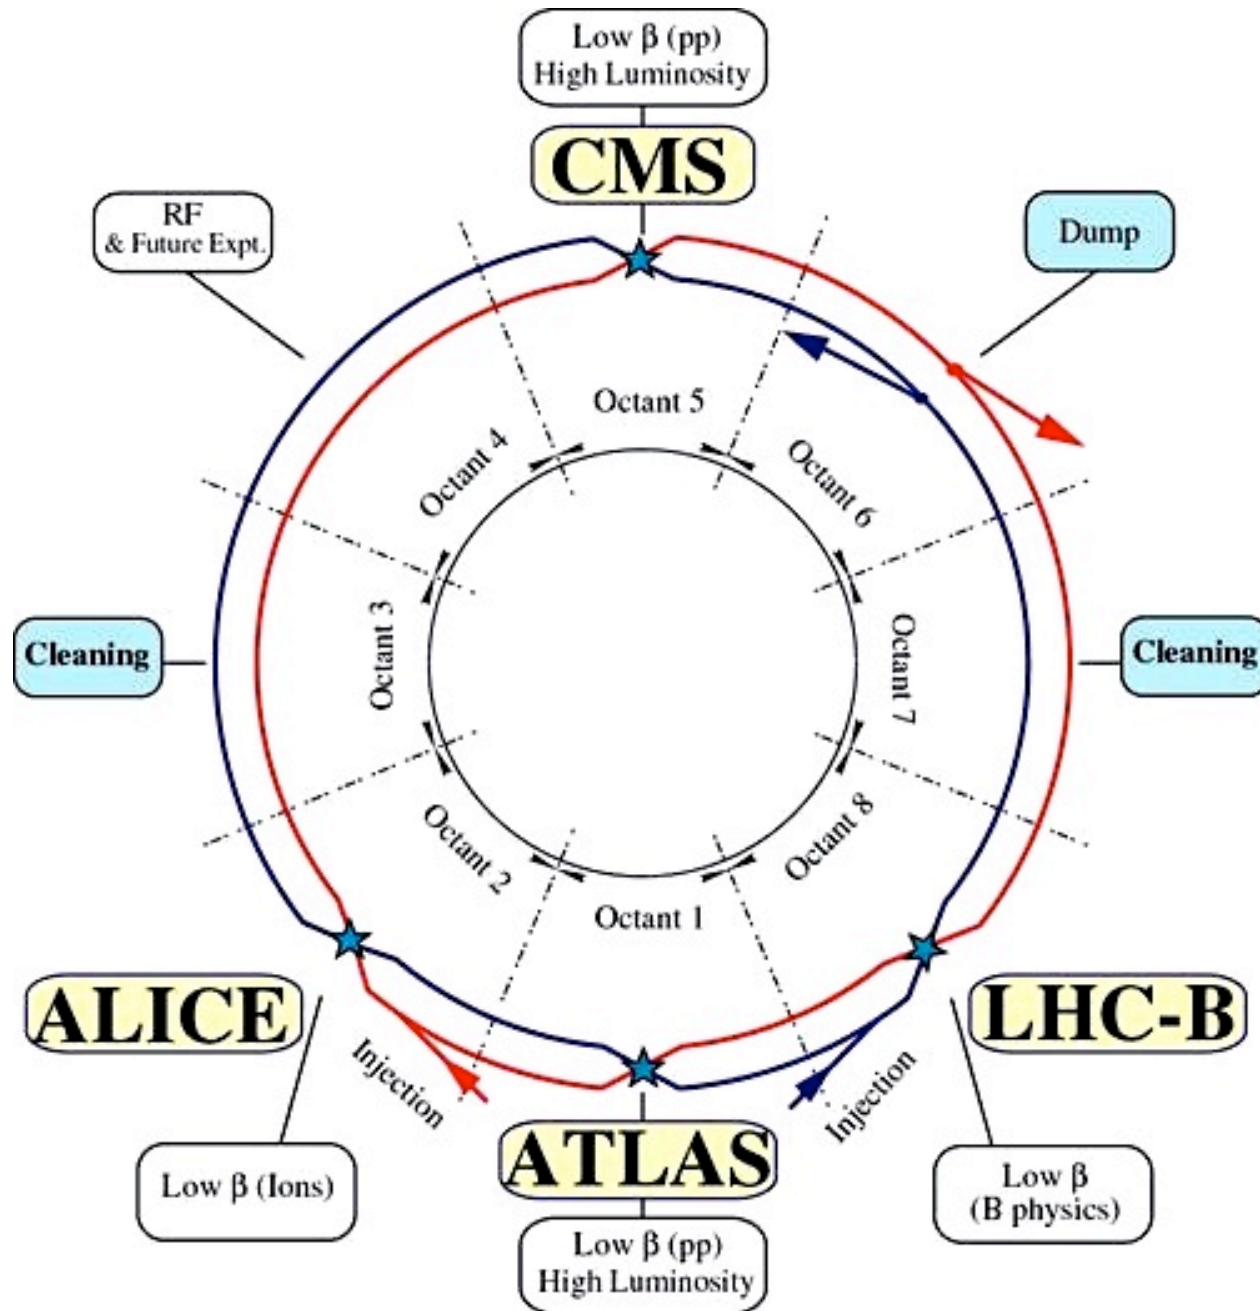 Low β (pp)
High Luminosity
CMS
RF
& Future Expt.
Dump
Octant 5
Octant 4
Octant 6
Cleaning
Octant 3
Octant 7
Cleaning
Octant 2
Octant 8
Octant 1
ALICE
LHC-B
Injection
Injection
ATLAS
Low β (Ions)
Low β
(B physics)
Low β (pp)
High Luminosity